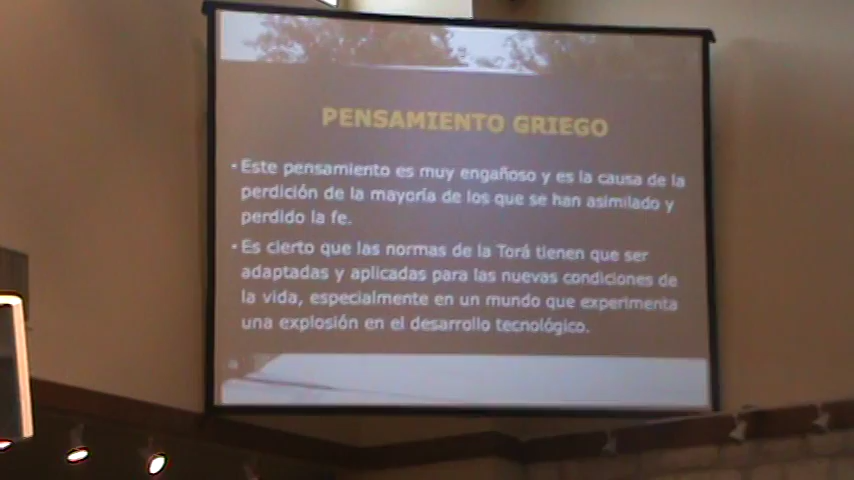 PENSAMIENTO GRIEGO
- Este pensamiento es muy engañoso y es la causa de la
perdición de la mayoría de los que se han asimilado y
perdido la fe.
- Es cierto que las normas de la Torá tienen que ser
adaptadas y aplicadas para las nuevas condiciones de
la vida, especialmente en un mundo que experimenta
una explosión en el desarrollo tecnológico.